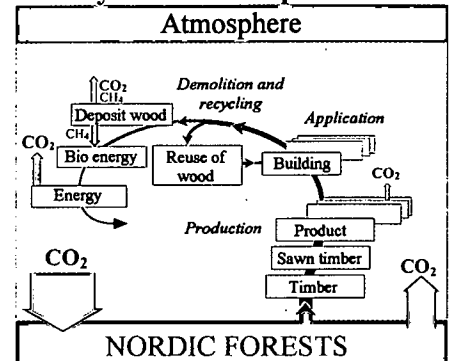 Atmosphere
CO2
CH4
Demolition and
recycling
Deposit wood
Application
CH4
CO2
Bio energy
Reuse of
wood
Building
CO2
Energy
Production
Product
Sawn timber
CO2
CO2
Timber
NORDIC FORESTS